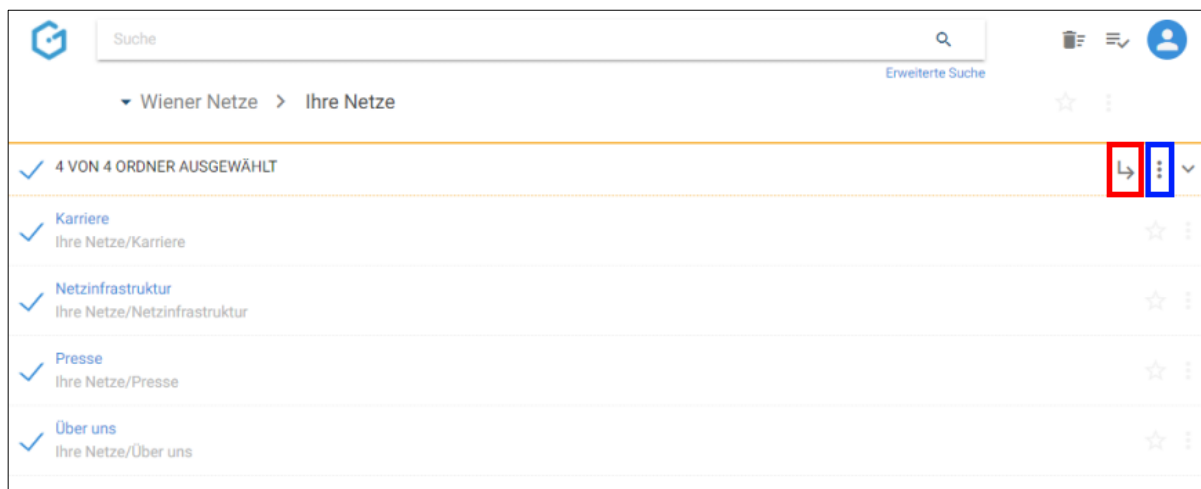 Suche
Erweiterte Suche
Wiener Netze > Ihre Netze
4 VON 4 ORDNER AUSGEWÄHLT
Karriere
Ihre Netze/Karriere
Netzinfrastruktur
Ihre Netze/Netzinfrastruktur
Presse
Ihre Netze/Presse
Über uns
Ihre Netze/Über uns